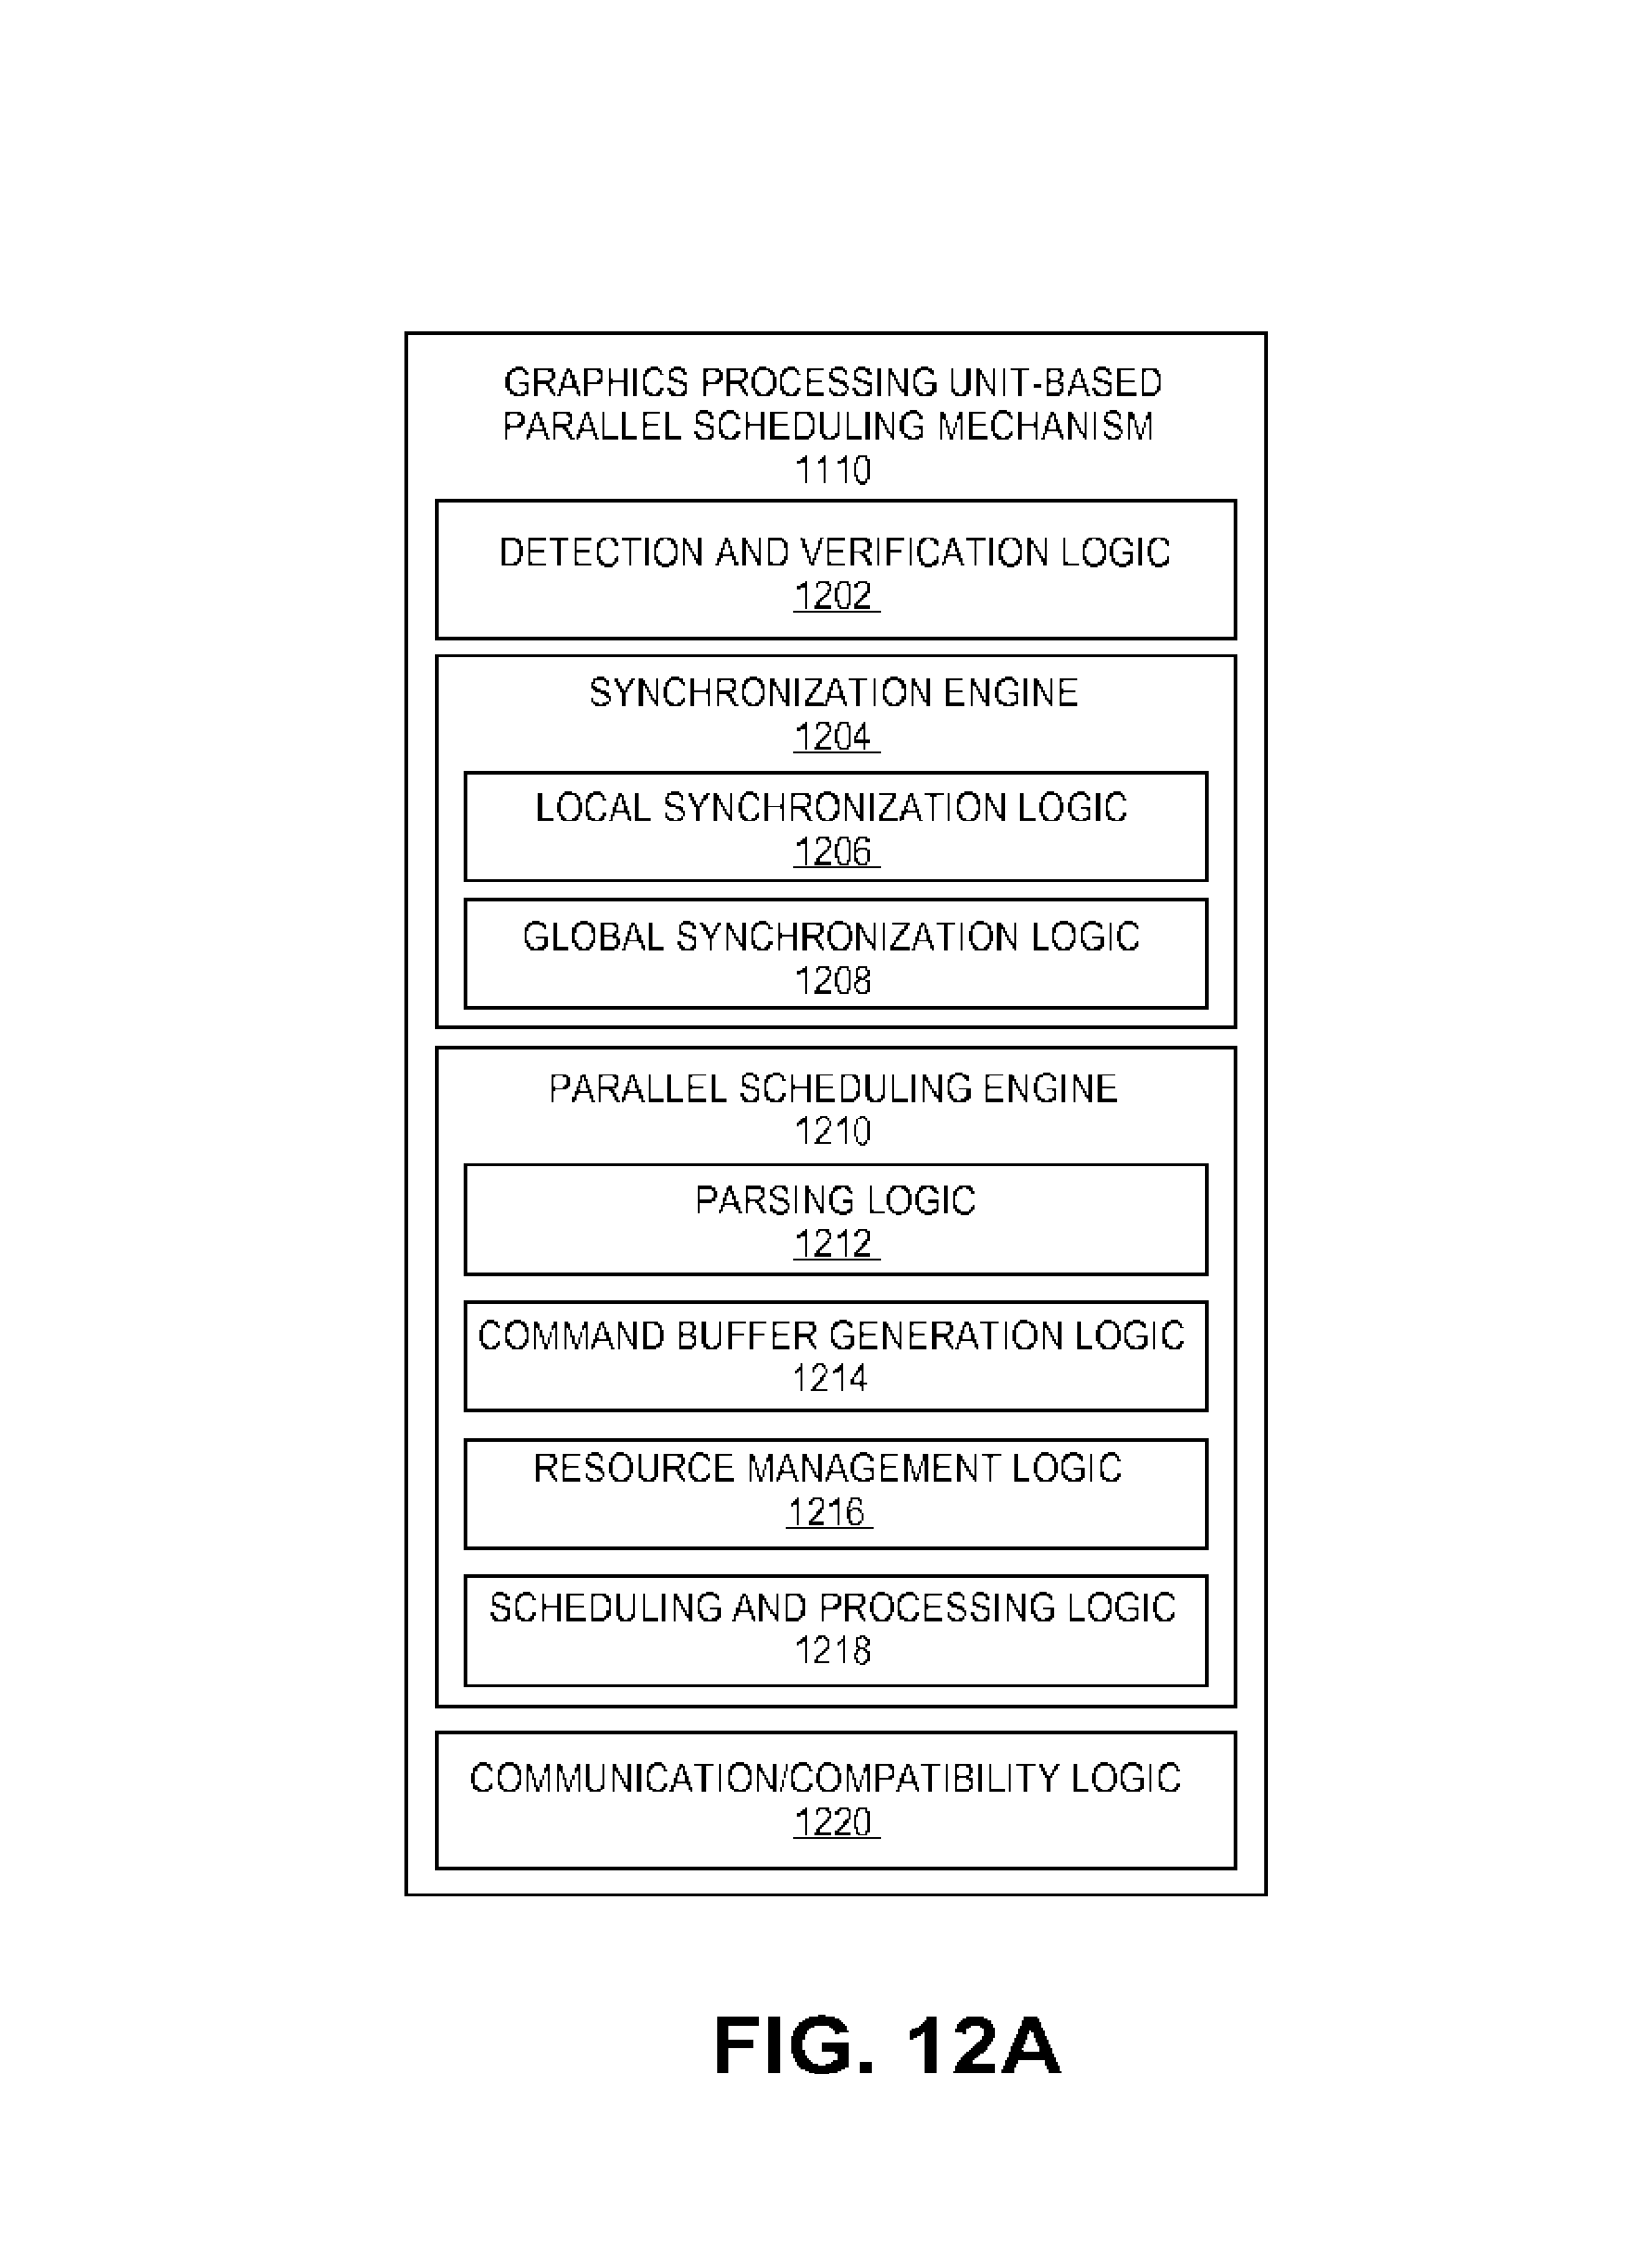 GRAPHICS PROCESSING UNIT-BASED
PARALLEL SCHEDULING MECHANISM
1110
DETECTION AND VERIFICATION LOGIC
1202
SYNCHRONIZATION ENGINE
1204
LOCAL SYNCHRONIZATION LOGIC
1206
GLOBAL SYNCHRONIZATION LOGIC
1208
PARALLEL SCHEDULING ENGINE
1210
PARSING LOGIC
1212
COMMAND BUFFER GENERATION LOGIC
1214
RESOURCE MANAGEMENT LOGIC
1216
SCHEDULING AND PROCESSING LOGIC
1218
COMMUNICATION/COMPATIBILITY LOGIC
1220
FIG. 12A